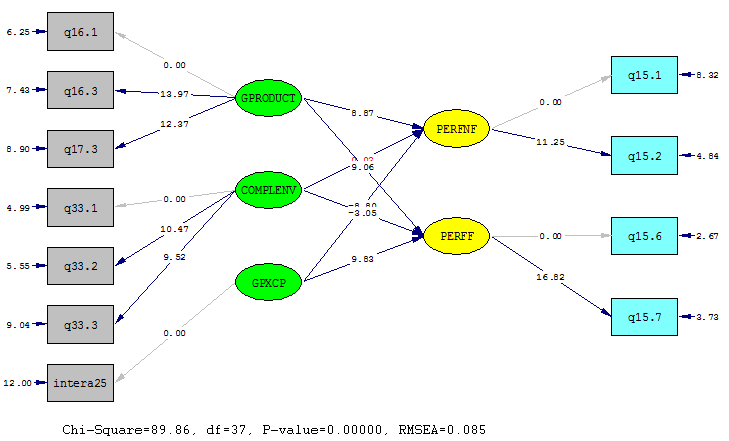 6.25
q16.1
0.00
7.43
q16.3
13.97
GPRODUCT
12.37
8.90
q17.3
4.99
q33.1
0.00
COMPLENV
10.47
5.55
q33.2
9.52
9.04
q33.3
GPXCP
0.00
12.00
intera25
8.87
9.06
-3.05
9.83
PERFNF
PERFF
0.00
q15.1
8.32
11.25
q15.2
4.84
0.00
q15.6
2.67
16.82
q15.7
3.73
Chi-Square=89.86, df=37, P-value=0.00000, RMSEA=0.085